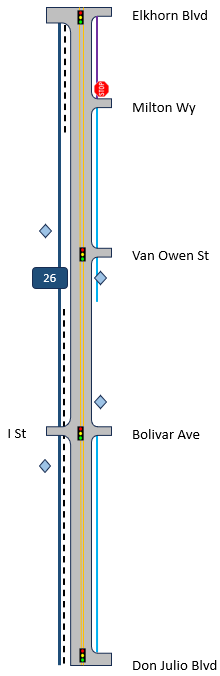 Elkhorn Blvd
STOP
Milton Wy
Van Owen St
26
I St
Bolivar Ave
Don Julio Blvd